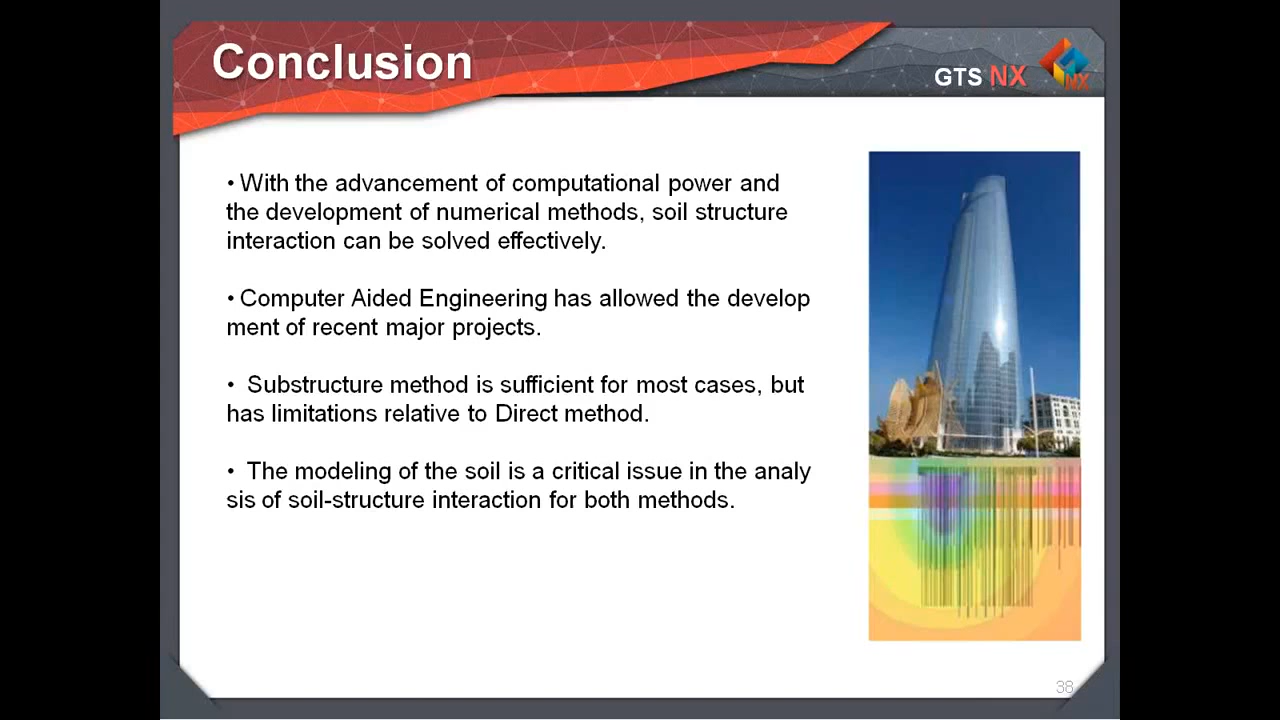 Conclusion
GTS NX
NX
• With the advancement of computational power and
the development of numerical methods, soil structure
interaction can be solved effectively.
• Computer Aided Engineering has allowed the develop
ment of recent major projects.
• Substructure method is sufficient for most cases, but
has limitations relative to Direct method.
• The modeling of the soil is a critical issue in the analy
sis of soil-structure interaction for both methods.
38